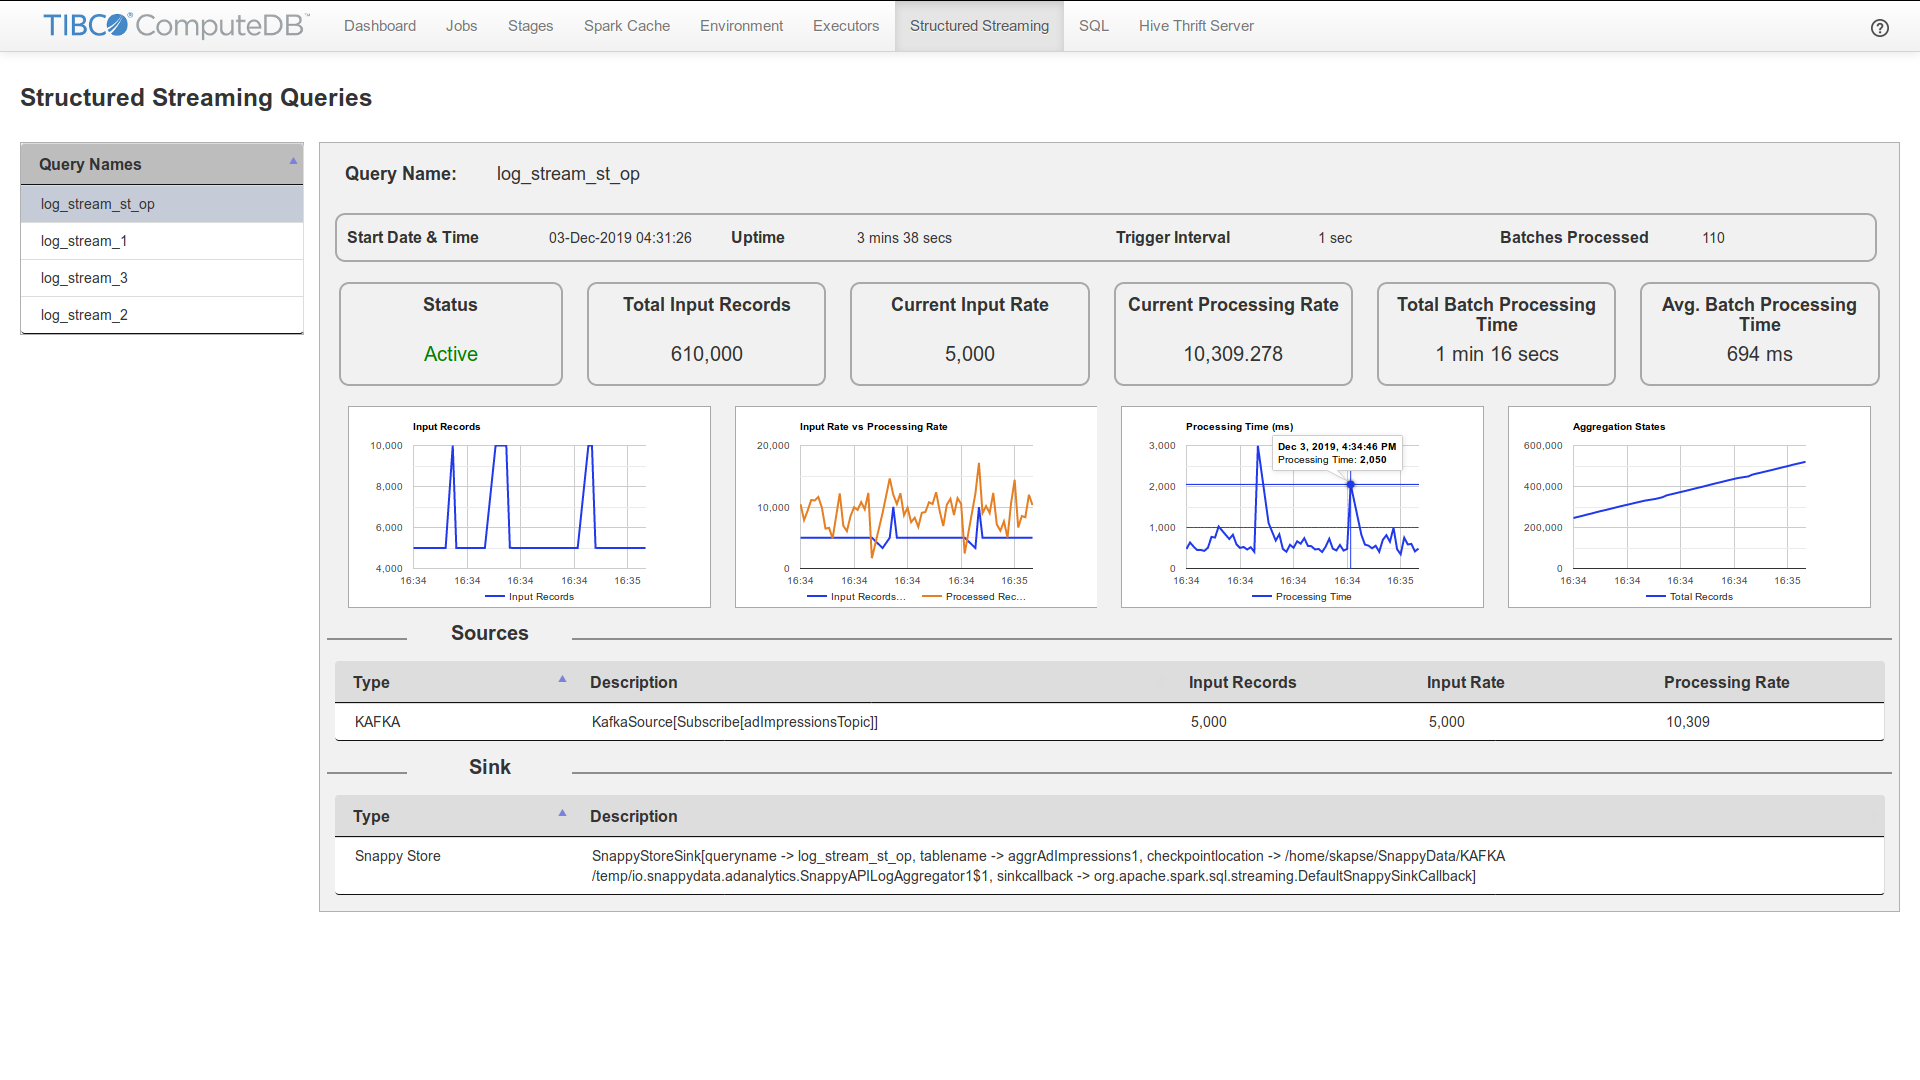 TIBCO® ComputeDB™ Dashboard Jobs Stages Spark Cache Environment Executors Structured Streaming SQL Hive Thrift Server
Structured Streaming Queries
Query Names
log_stream_st_op
log_stream_1
log_stream_3
log_stream_2
Query Name: log_stream_st_op
Start Date & Time 03-Dec-2019 04:31:26 Uptime 3 mins 38 secs Trigger Interval 1 sec Batches Processed 110
Status
Active
Total Input Records
610,000
Current Input Rate
5,000
Current Processing Rate
10,309.278
Total Batch Processing
Time
1 min 16 secs
Avg. Batch Processing
Time
694 ms
Input Records
10,000
8,000
6,000
4,000
16:34 16:34 16:34 16:34 16:35
Input Records
Input Rate vs Processing Rate
20,000
10,000
0
16:34 16:34 16:34 16:34 16:35
Input Records... Processed Rec...
Processing Time (ms)
Dec 3, 2019, 4:34:46 PM
Processing Time: 2,050
3,000
2,000
1,000
0
16:34 16:34 16:34 16:34 16:35
Processing Time
Aggregation States
600,000
400,000
200,000
0
16:34 16:34 16:34 16:34 16:35
Total Records
Sources
Type Description Input Records Input Rate Processing Rate
KAFKA KafkaSource[Subscribe[adImpressionsTopic]] 5,000 5,000 10,309
Sink
Type Description
Snappy Store SnappyStoreSink[queryname -> log_stream_st_op, tablename -> aggrAdImpressions1, checkpointlocation -> /home/skapse/SnappyData/KAFKA
/temp/io.snappydata.adanalytics.SnappyAPILogAggregator1$1, sinkcallback -> org.apache.spark.sql.streaming.DefaultSnappySinkCallback]